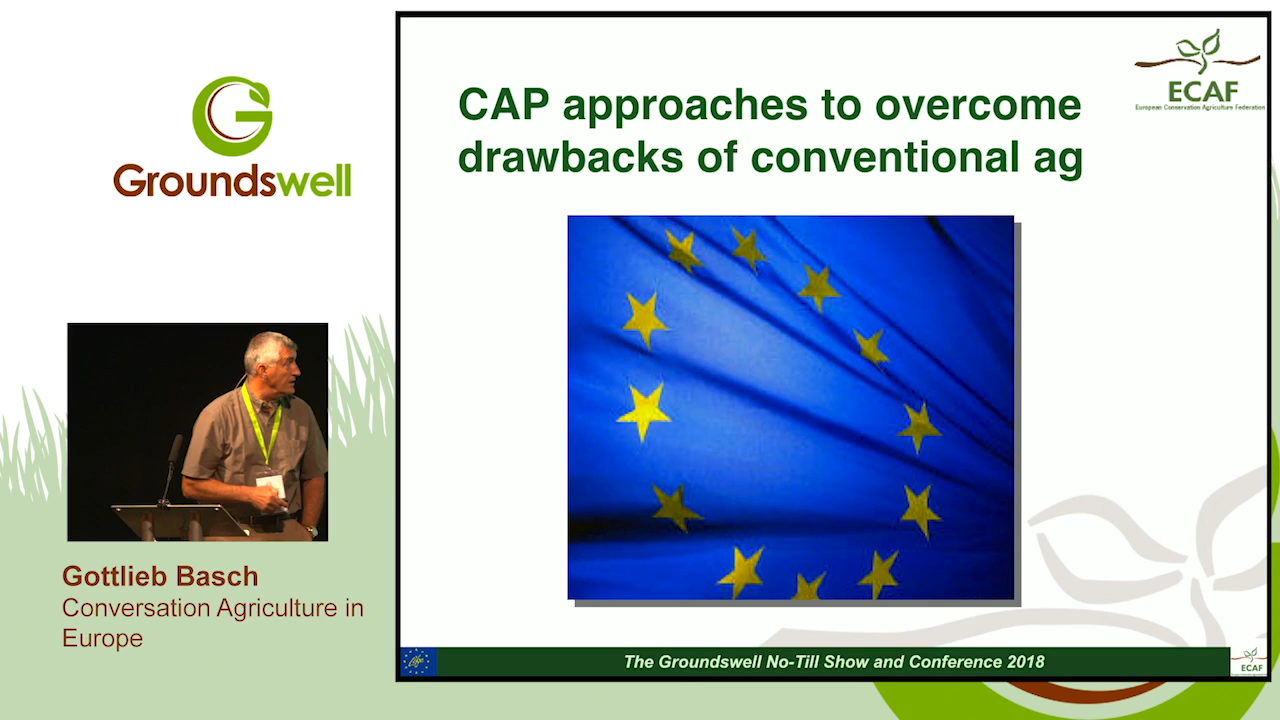 Groundswell
Gottlieb Basch
Conversation Agriculture in
Europe
CAP approaches to overcome
drawbacks of conventional ag
ECAF
European Conservation Agriculture Federation
The Groundswell No-Till Show and Conference 2018
Life
ECAF